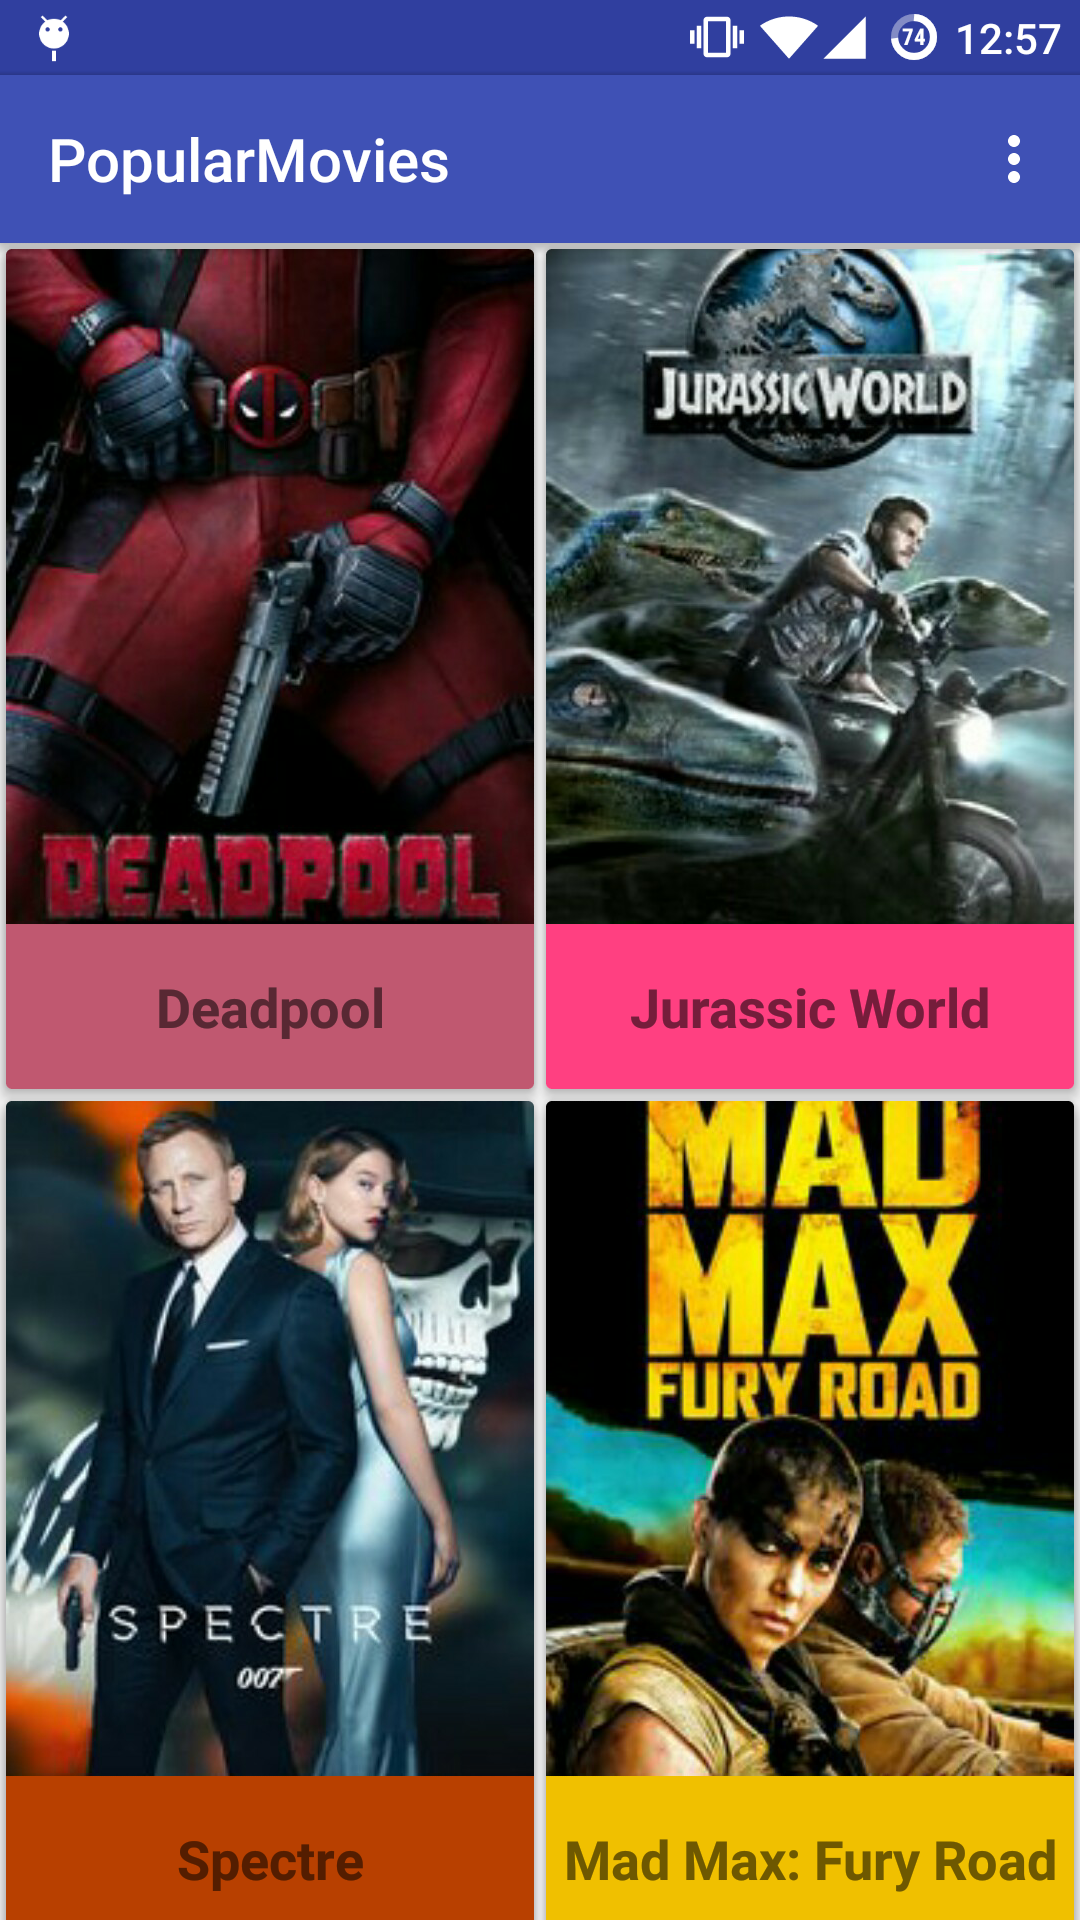 74 12:57
PopularMovies
DEADPOOL
JURASSIC WORLD
Deadpool
Jurassic World
SPECTRE
007
MAD
MAX
FURY ROAD
Spectre
Mad Max: Fury Road